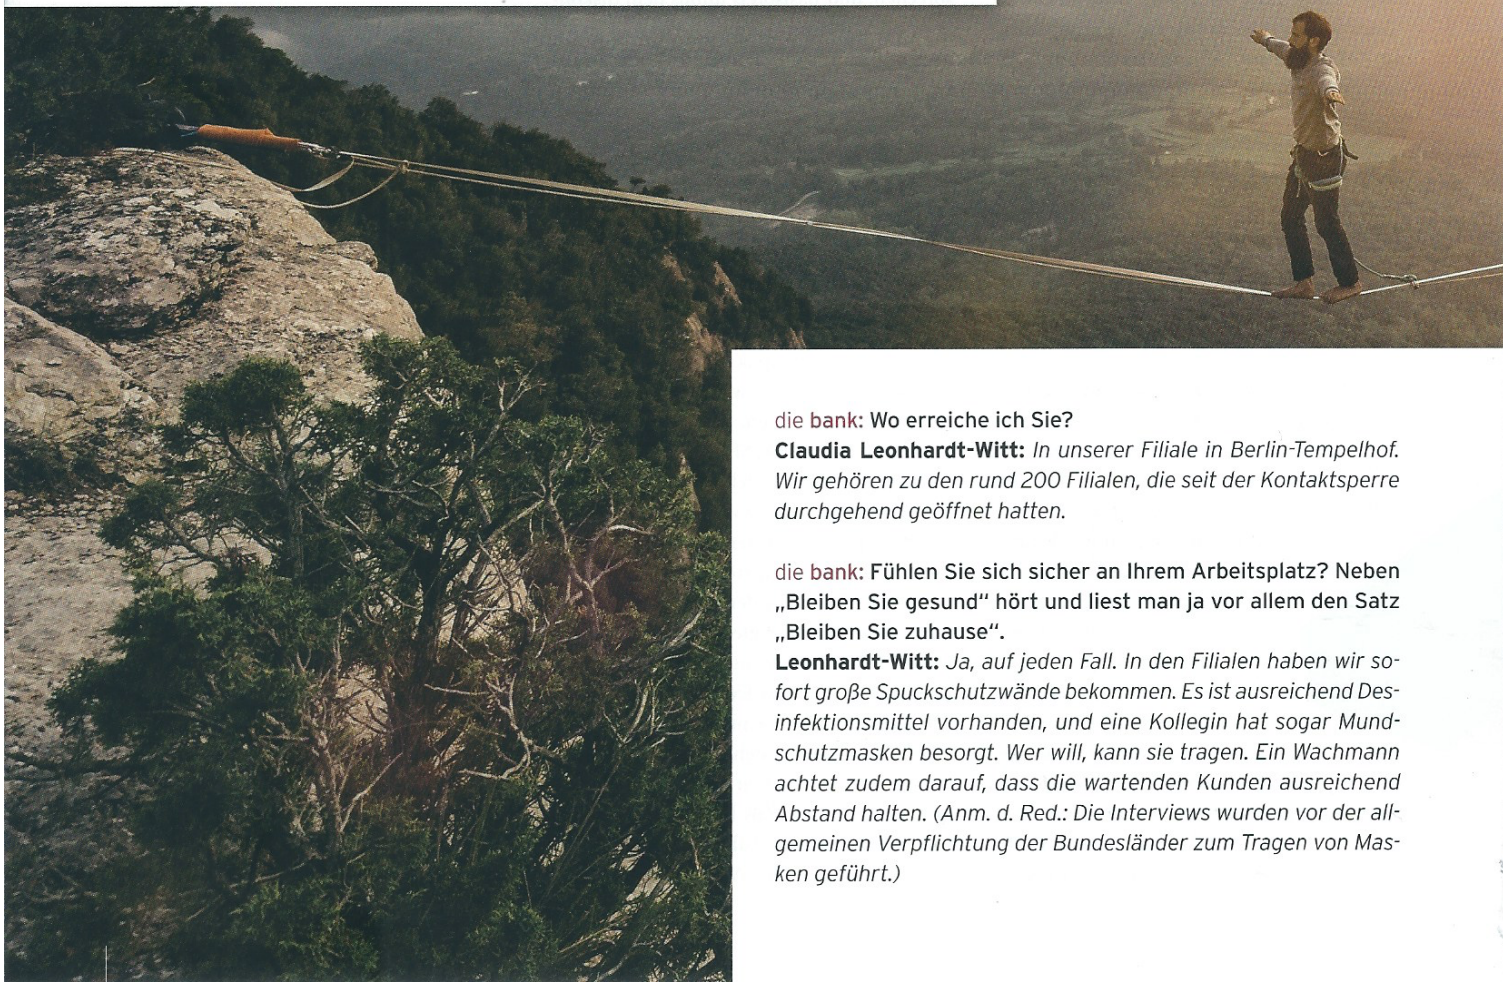 die bank: Wo erreiche ich Sie?
Claudia Leonhardt-Witt: In unserer Filiale in Berlin-Tempelhof.
Wir gehören zu den rund 200 Filialen, die seit der Kontaktsperre
durchgehend geöffnet hatten.
die bank: Fühlen Sie sich sicher an Ihrem Arbeitsplatz? Neben
„Bleiben Sie gesund“ hört und liest man ja vor allem den Satz
„Bleiben Sie zuhause“.
Leonhardt-Witt: Ja, auf jeden Fall. In den Filialen haben wir so-
fort große Spuckschutzwände bekommen. Es ist ausreichend Des-
infektionsmittel vorhanden, und eine Kollegin hat sogar Mund-
schutzmasken besorgt. Wer will, kann sie tragen. Ein Wachmann
achtet zudem darauf, dass die wartenden Kunden ausreichend
Abstand halten. (Anm. d. Red.: Die Interviews wurden vor der all-
gemeinen Verpflichtung der Bundesländer zum Tragen von Mas-
ken geführt.)